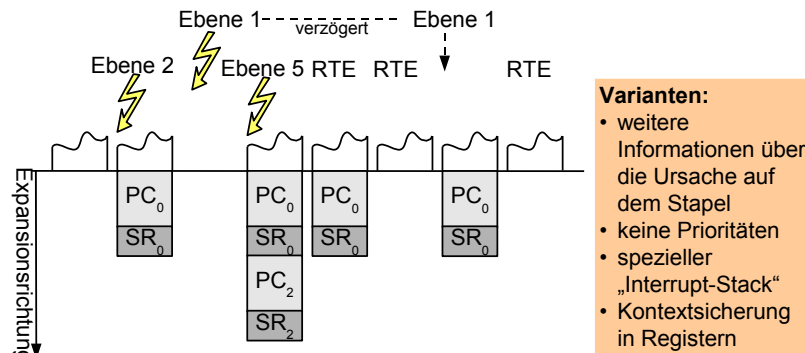 Ebene 1
verzögert
Ebene 1
Ebene 2
Ebene 5
RTE
RTE
RTE
Expansionsrichtung
PC0
SR0
PC0
SR0
PC2
SR2
PC0
SR0
PC0
SR0
Varianten:
• weitere
Informationen über
die Ursache auf
dem Stapel
• keine Prioritäten
• spezieller
„Interrupt-Stack“
• Kontextsicherung
in Registern